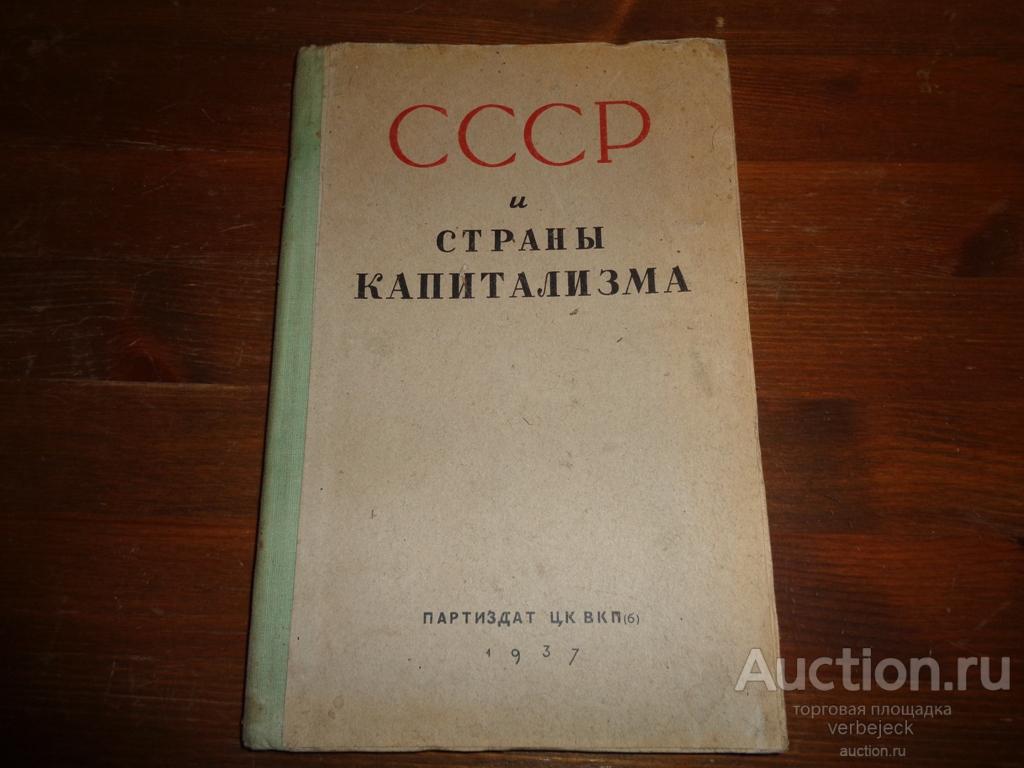 СССР
и
СТРАНЫ
КАПИТАЛИЗМА
ПАРТИЗДАТ ЦК ВКП(б)
1937
Auction.ru
торговая площадка
verbejeck
auction.ru